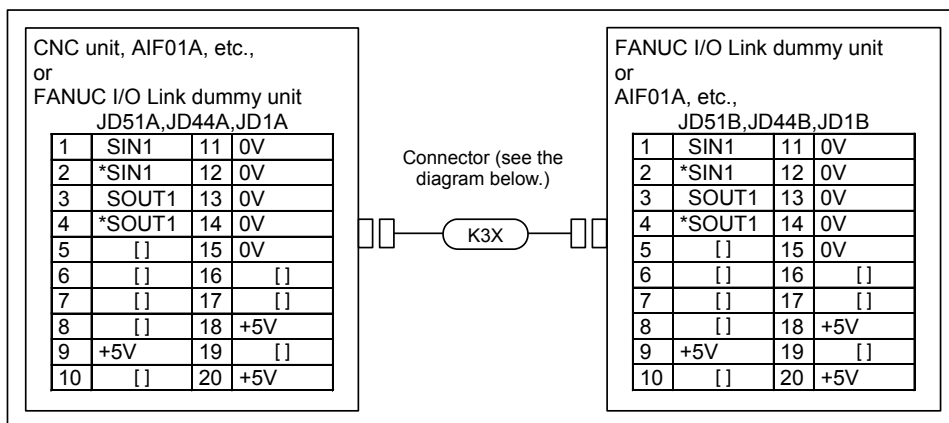 CNC unit, AIF01A, etc.,
or
FANUC I/O Link dummy unit
JD51A,JD44A,JD1A
1 SIN1 11 0V
2 *SIN1 12 0V
3 SOUT1 13 0V
4 *SOUT1 14 0V
5 [ ] 15 0V
6 [ ] 16 [ ]
7 [ ] 17 [ ]
8 [ ] 18 +5V
9 +5V 19 [ ]
10 [ ] 20 +5V
Connector (see the
diagram below.)
K3X
FANUC I/O Link dummy unit
or
AIF01A, etc.,
JD51B,JD44B,JD1B
1 SIN1 11 0V
2 *SIN1 12 0V
3 SOUT1 13 0V
4 *SOUT1 14 0V
5 [ ] 15 0V
6 [ ] 16 [ ]
7 [ ] 17 [ ]
8 [ ] 18 +5V
9 +5V 19 [ ]
10 [ ] 20 +5V